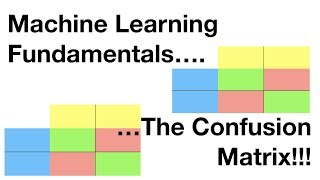 Machine Learning
Fundamentals….
…The Confusion
Matrix!!!